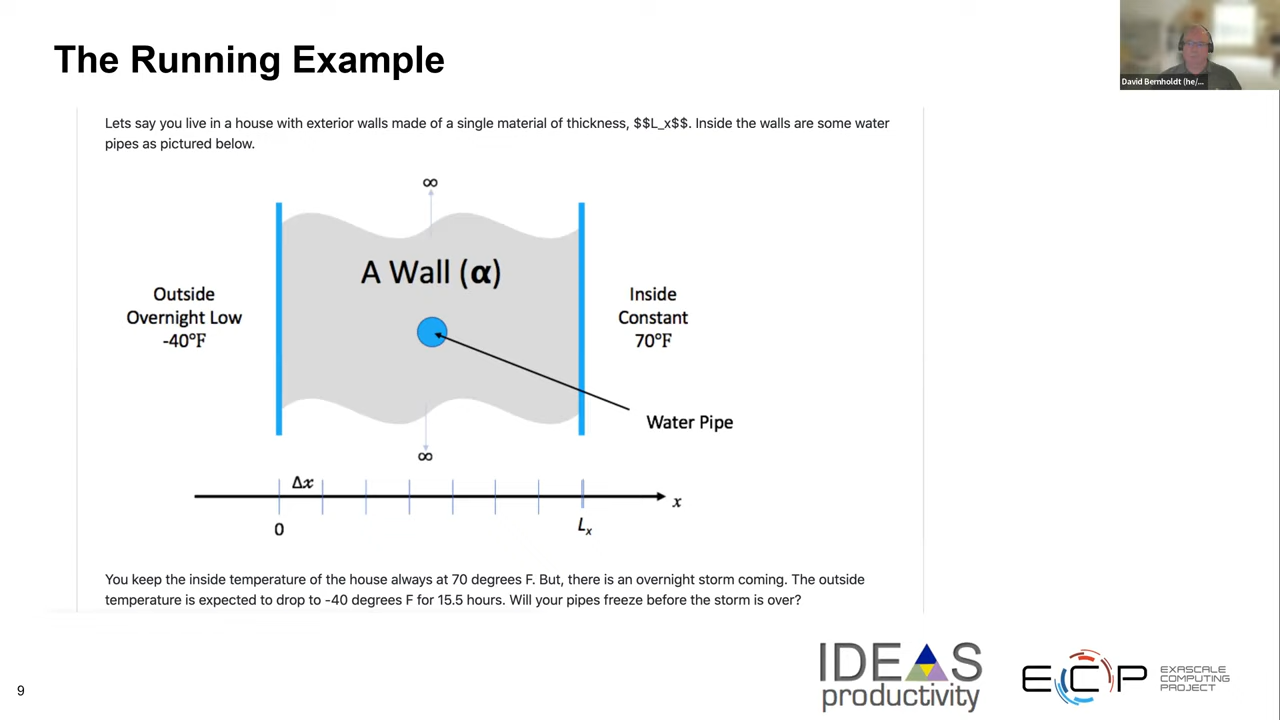 The Running Example
David Bernholdt (he/...
Lets say you live in a house with exterior walls made of a single material of thickness, $$L_x$$. Inside the walls are some water
pipes as pictured below.
∞
A Wall (α)
Outside
Overnight Low
-40°F
Inside
Constant
70°F
Water Pipe
∞
Δx
x
0
Lₓ
You keep the inside temperature of the house always at 70 degrees F. But, there is an overnight storm coming. The outside
temperature is expected to drop to -40 degrees F for 15.5 hours. Will your pipes freeze before the storm is over?
9
IDEAS
productivity
ECP
EXASCALE
COMPUTING
PROJECT